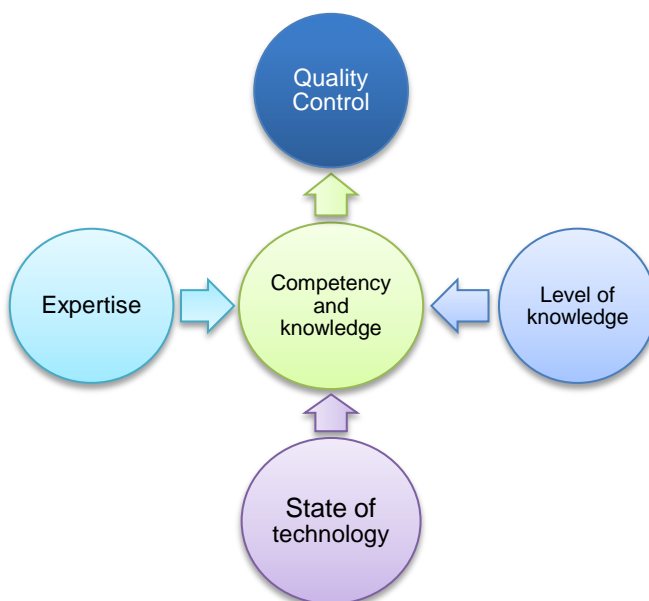 Quality
Control
Expertise
Competency
and
knowledge
Level of
knowledge
State of
technology